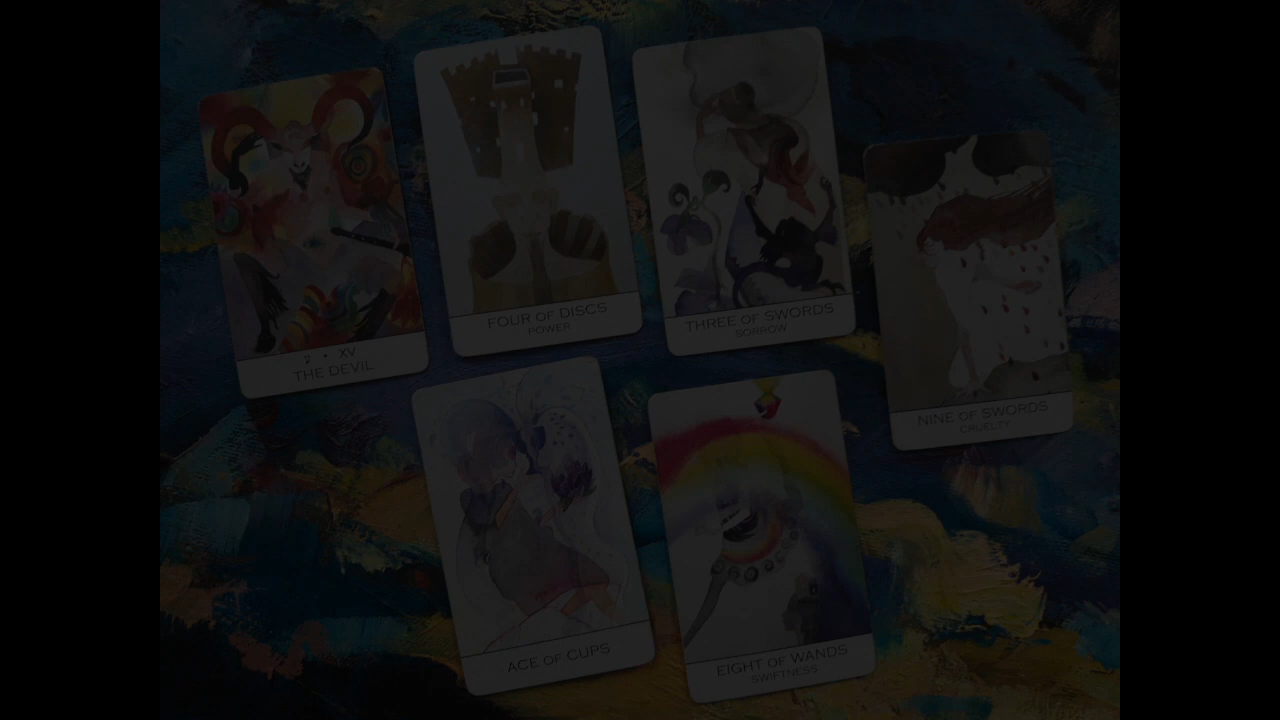 XV
THE DEVIL
FOUR OF DISCS
POWER
THREE OF SWORDS
SORROW
NINE OF SWORDS
CRUELTY
ACE OF CUPS
EIGHT OF WANDS
SWIFTNESS